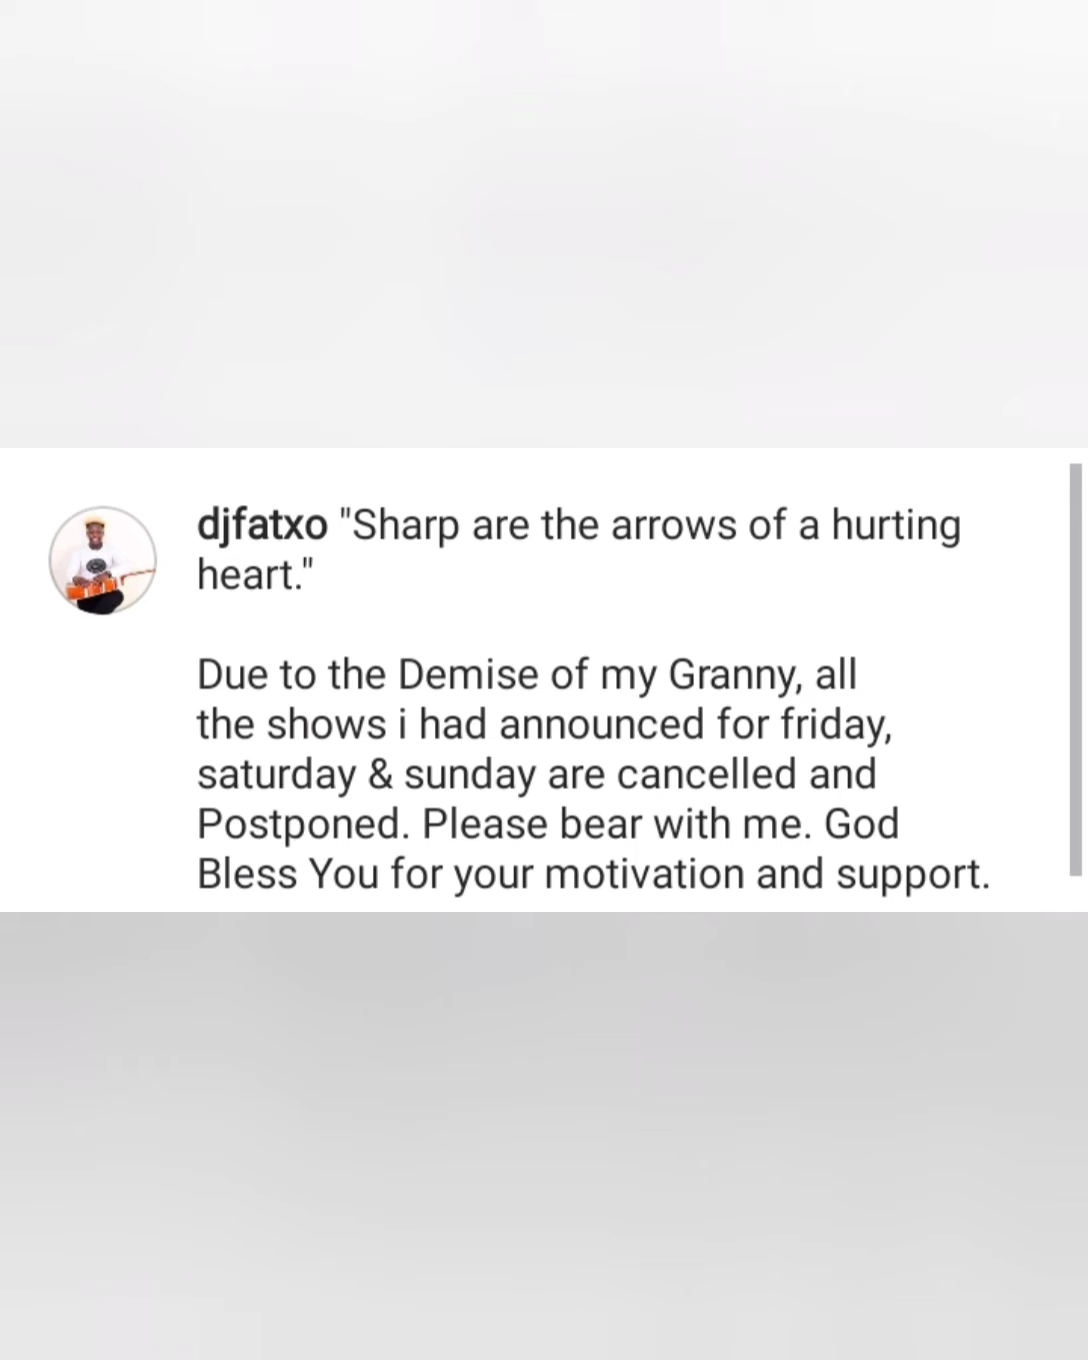 djfatxo "Sharp are the arrows of a hurting
heart."
Due to the Demise of my Granny, all
the shows i had announced for friday,
saturday & sunday are cancelled and
Postponed. Please bear with me. God
Bless You for your motivation and support.